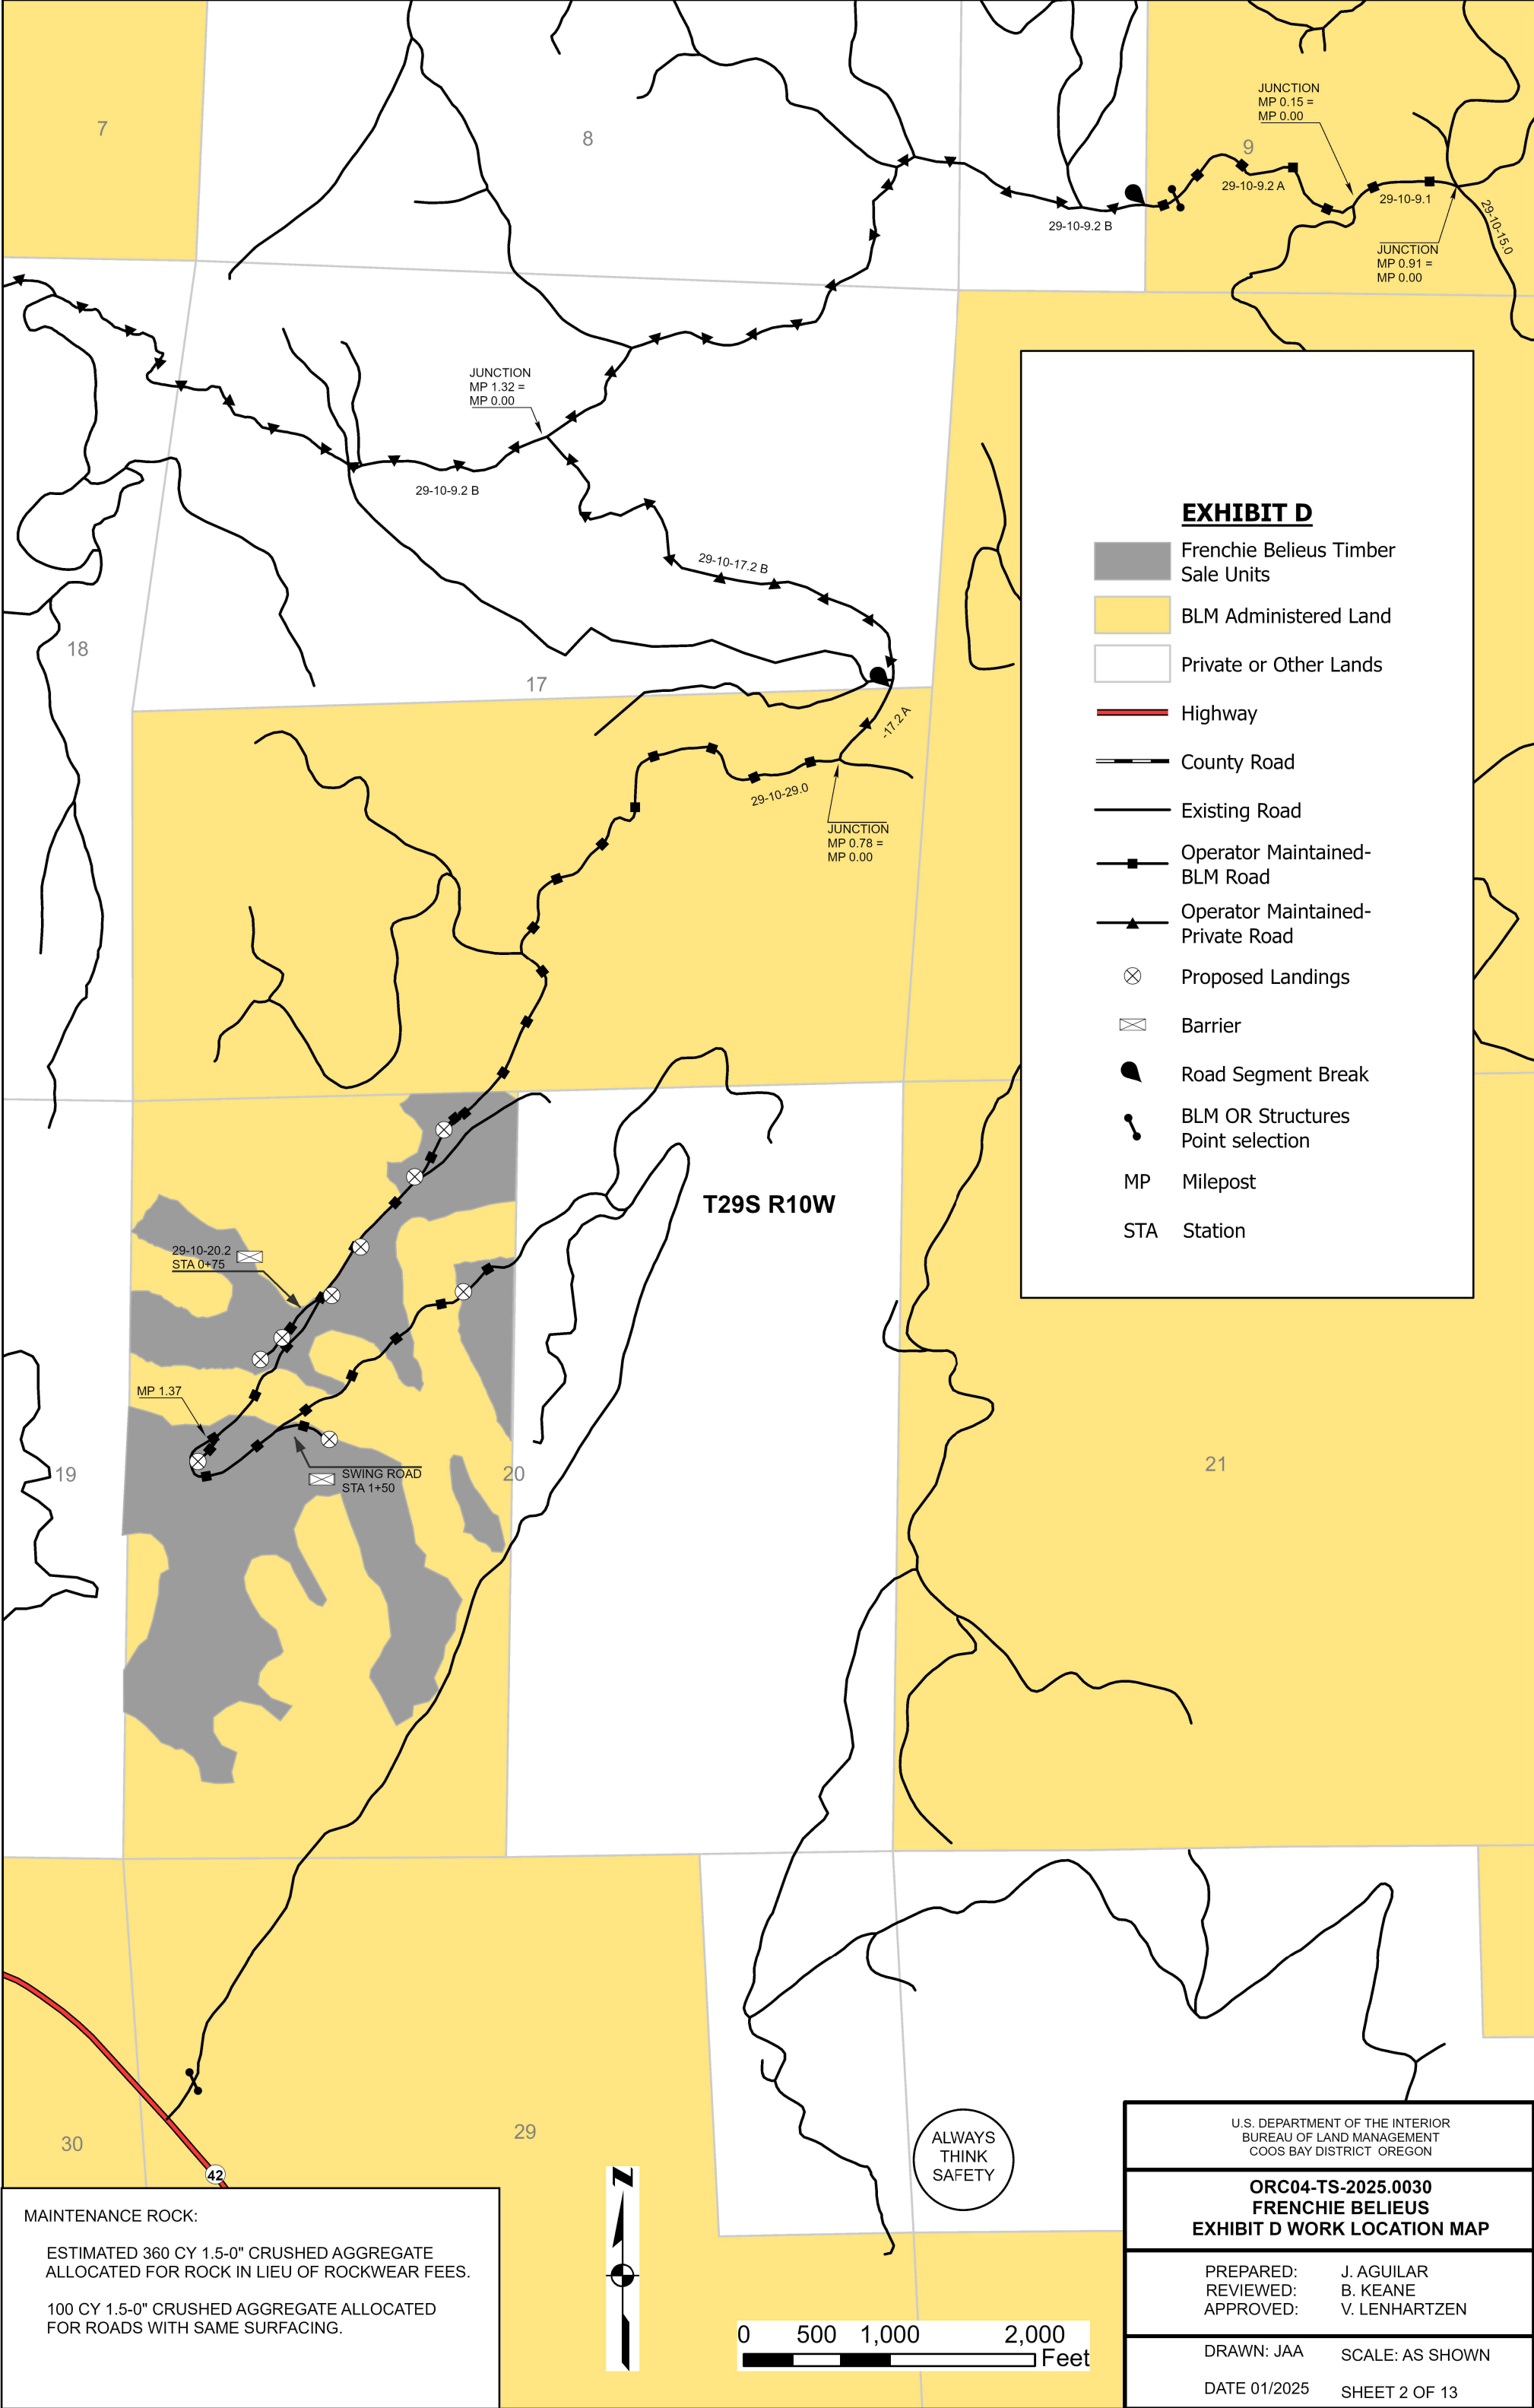 7
8
9
JUNCTION
MP 0.15 =
MP 0.00
29-10-9.2 A
29-10-9.1
29-10-15.0
29-10-9.2 B
JUNCTION
MP 0.91 =
MP 0.00
JUNCTION
MP 1.32 =
MP 0.00
29-10-9.2 B
29-10-17.2 B
18
17
-17.2 A
29-10-29.0
JUNCTION
MP 0.78 =
MP 0.00
EXHIBIT D
Frenchie Belieus Timber
Sale Units
BLM Administered Land
Private or Other Lands
Highway
County Road
Existing Road
Operator Maintained-
BLM Road
Operator Maintained-
Private Road
Proposed Landings
Barrier
Road Segment Break
BLM OR Structures
Point selection
MP Milepost
STA Station
T29S R10W
29-10-20.2
STA 0+75
MP 1.37
SWING ROAD
STA 1+50
19
20
21
30
29
42
ALWAYS
THINK
SAFETY
N
MAINTENANCE ROCK:
ESTIMATED 360 CY 1.5-0" CRUSHED AGGREGATE
ALLOCATED FOR ROCK IN LIEU OF ROCKWEAR FEES.
100 CY 1.5-0" CRUSHED AGGREGATE ALLOCATED
FOR ROADS WITH SAME SURFACING.
0 500 1,000 2,000
Feet
U.S. DEPARTMENT OF THE INTERIOR
BUREAU OF LAND MANAGEMENT
COOS BAY DISTRICT OREGON
ORC04-TS-2025.0030
FRENCHIE BELIEUS
EXHIBIT D WORK LOCATION MAP
PREPARED: J. AGUILAR
REVIEWED: B. KEANE
APPROVED: V. LENHARTZEN
DRAWN: JAA SCALE: AS SHOWN
DATE 01/2025 SHEET 2 OF 13